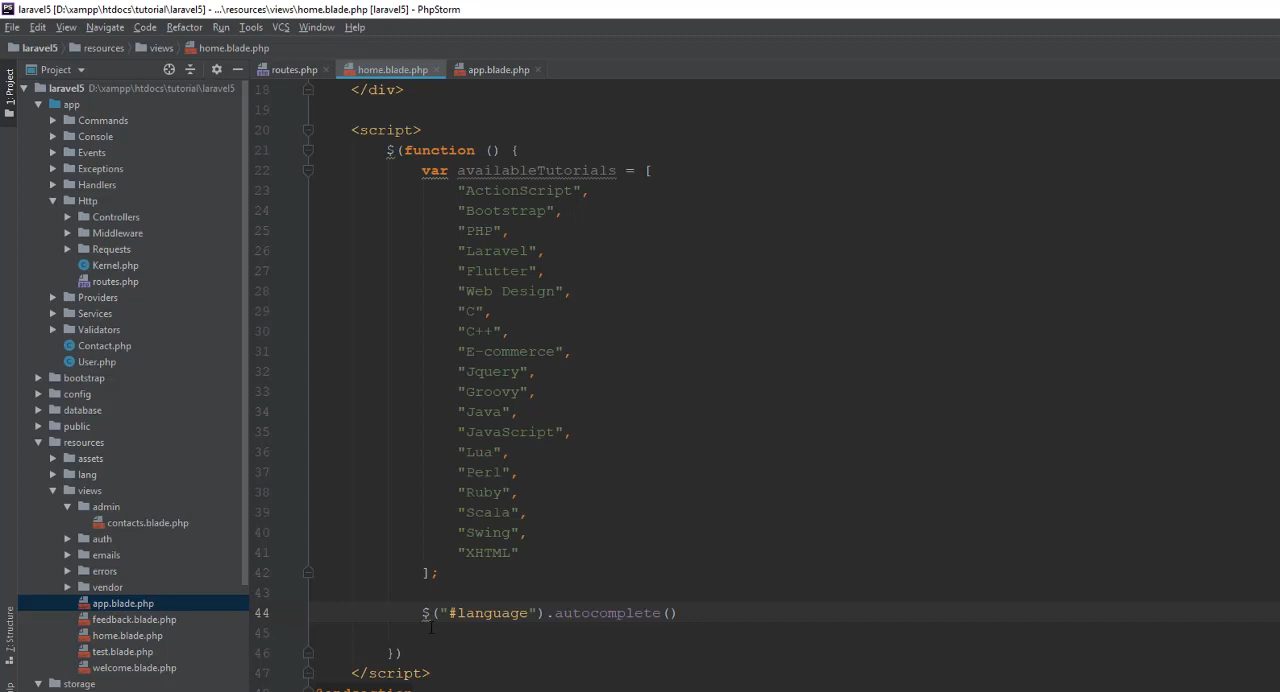 laravel5 [D:\xampp\htdocs\tutorial\laravel5] - ...\resources\views\home.blade.php [laravel5] - PhpStorm
File Edit View Navigate Code Refactor Run Tools VCS Window Help
laravel5 resources views home.blade.php
1: Project
Project
routes.php home.blade.php app.blade.php
laravel5 D:\xampp\htdocs\tutorial\laravel5
app
Commands
Console
Events
Exceptions
Handlers
Http
Controllers
Middleware
Requests
Kernel.php
routes.php
Providers
Services
Validators
Contact.php
User.php
bootstrap
config
database
public
resources
assets
lang
views
admin
contacts.blade.php
auth
emails
errors
vendor
app.blade.php
feedback.blade.php
home.blade.php
test.blade.php
welcome.blade.php
storage
Z: Structure
18 </div>
19
20 <script>
21 $(function () {
22 var availableTutorials = [
23 "ActionScript",
24 "Bootstrap",
25 "PHP",
26 "Laravel",
27 "Flutter",
28 "Web Design",
29 "C",
30 "C++",
31 "E-commerce",
32 "Jquery",
33 "Groovy",
34 "Java",
35 "JavaScript",
36 "Lua",
37 "Perl",
38 "Ruby",
39 "Scala",
40 "Swing",
41 "XHTML"
42 ];
43
44 $("#language").autocomplete()
45
46 })
47 </script>